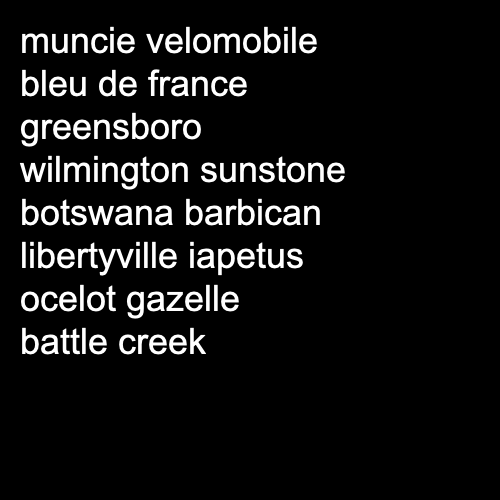 muncie velomobile
bleu de france
greensboro
wilmington sunstone
botswana barbican
libertyville iapetus
ocelot gazelle
battle creek